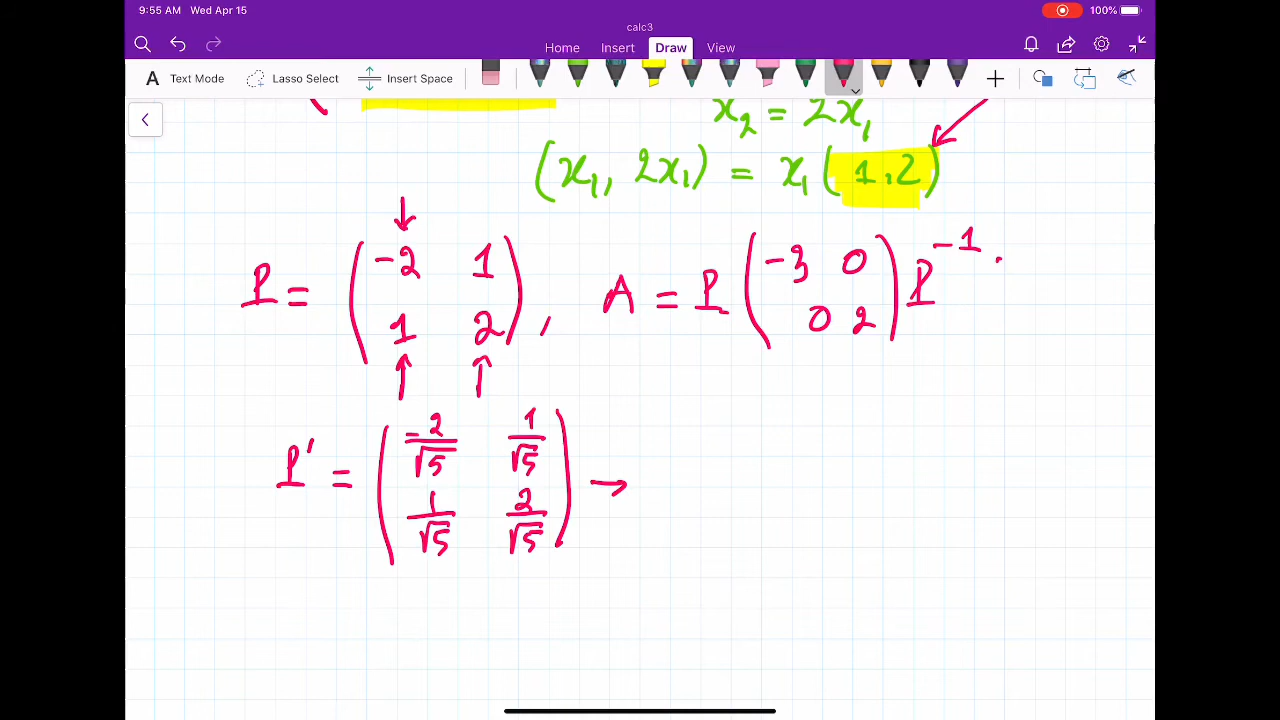 9:55 AM Wed Apr 15
100%
calc3
Home Insert Draw View
Text Mode Lasso Select Insert Space
x₂ = 2x₁
(x₁, 2x₁) = x₁ (1,2)
P = (-2 1
1 2) , A = P (-3 0
0 2) P⁻¹.
P' = (-2/√5 1/√5
1/√5 2/√5) →